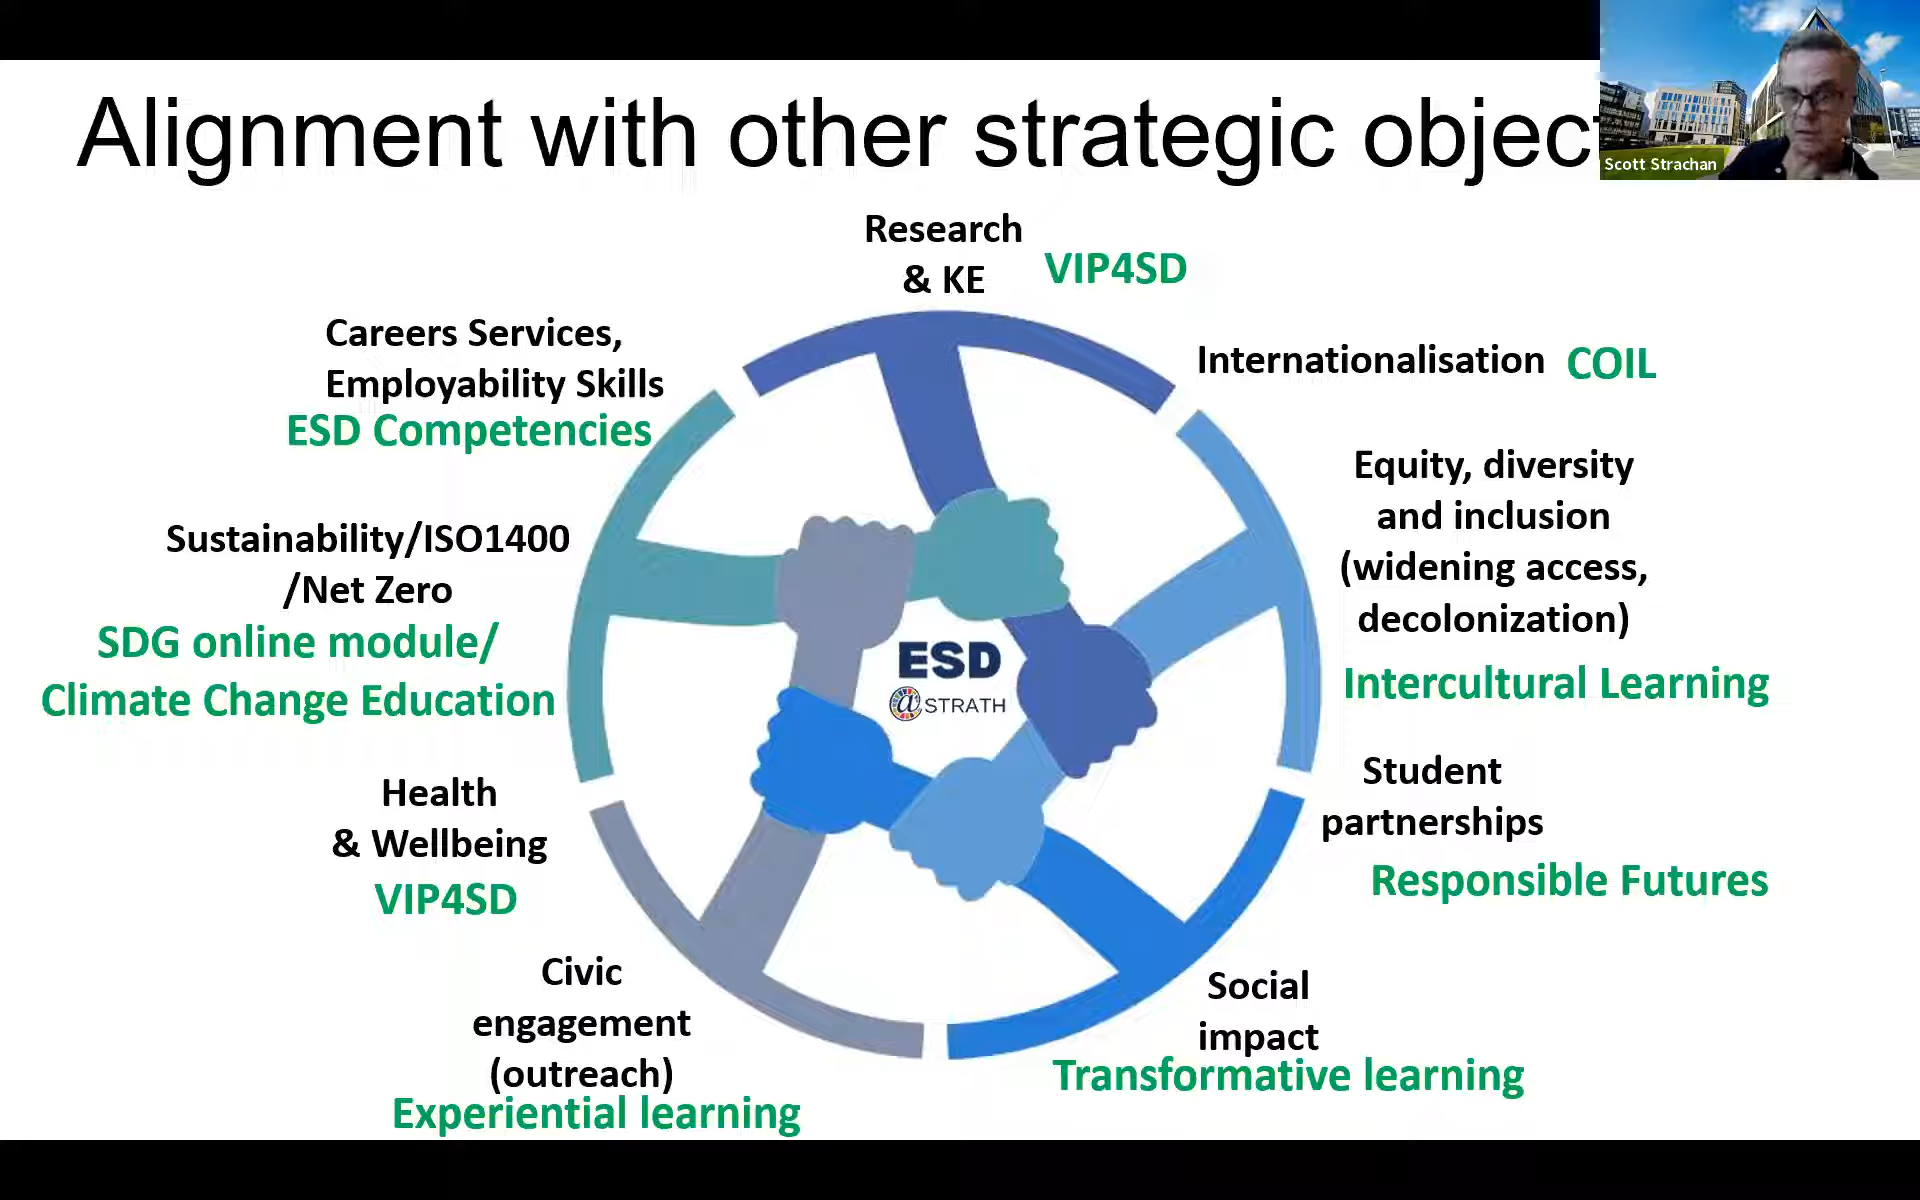 Alignment with other strategic objec
Scott Strachan
Research
& KE
VIP4SD
Careers Services,
Employability Skills
ESD Competencies
Internationalisation COIL
Equity, diversity
and inclusion
(widening access,
decolonization)
Intercultural Learning
Sustainability/ISO1400
/Net Zero
SDG online module/
Climate Change Education
ESD
@STRATH
Student
partnerships
Responsible Futures
Health
& Wellbeing
VIP4SD
Civic
engagement
(outreach)
Experiential learning
Social
impact
Transformative learning